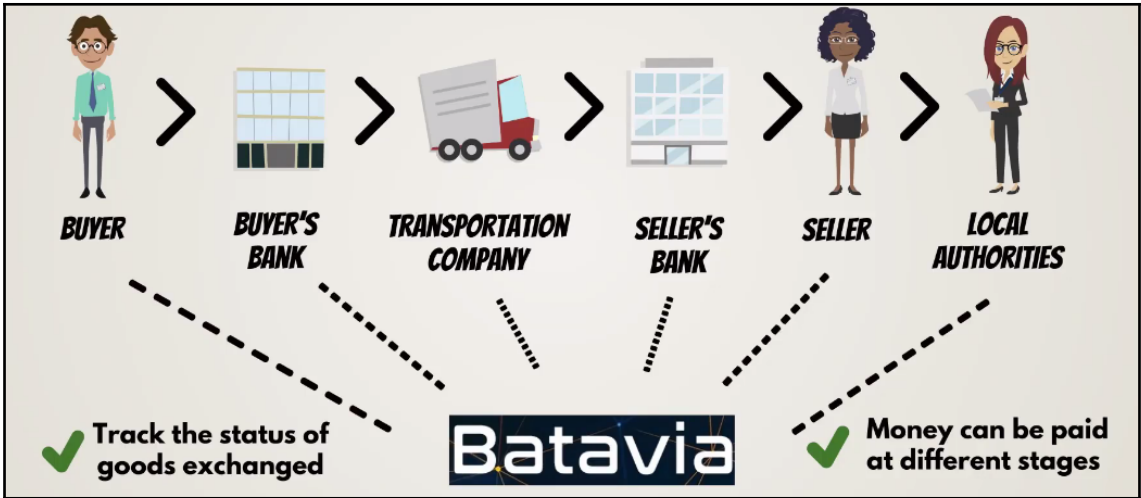 BUYER
BUYER'S
BANK
TRANSPORTATION
COMPANY
SELLER'S
BANK
SELLER
LOCAL
AUTHORITIES
Track the status of
goods exchanged
Batavia
Money can be paid
at different stages